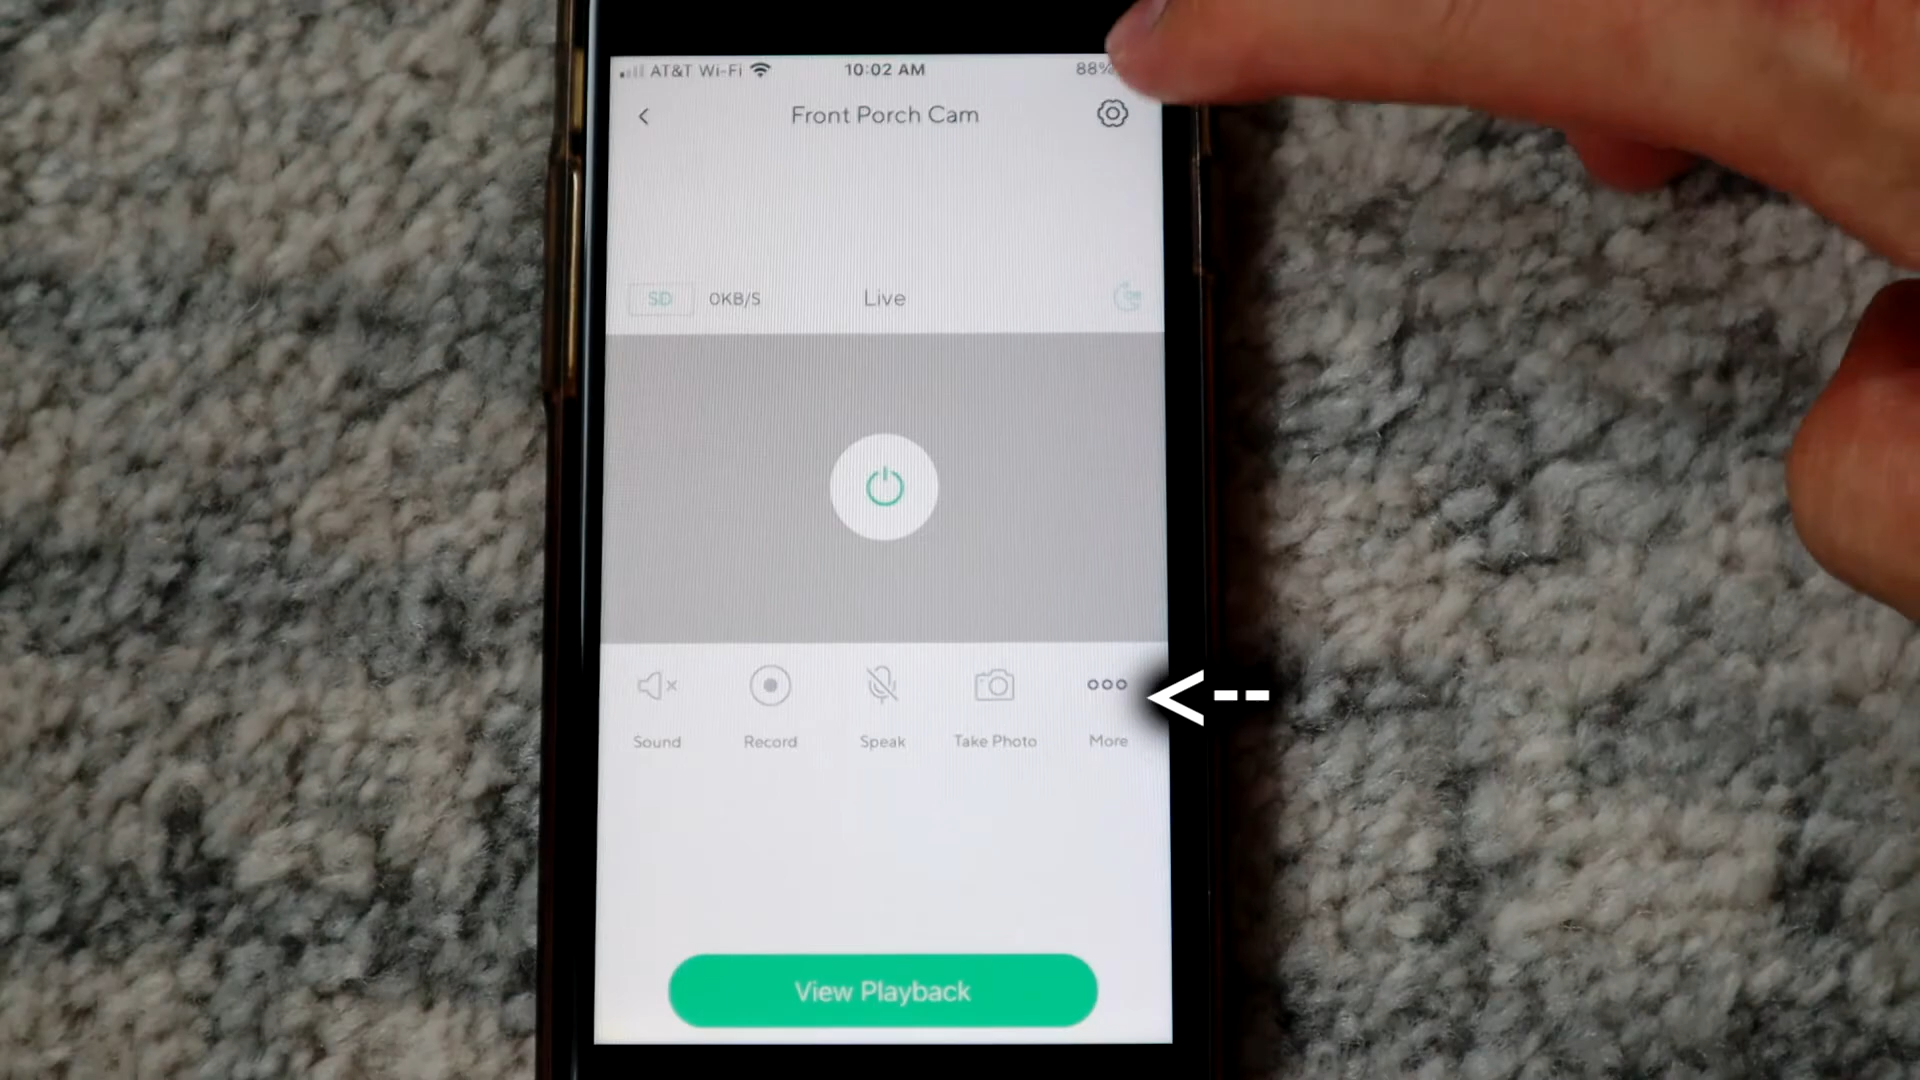 AT&T Wi-Fi 10:02 AM 88%
Front Porch Cam
SD 0KB/S Live
Sound Record Speak Take Photo More
View Playback